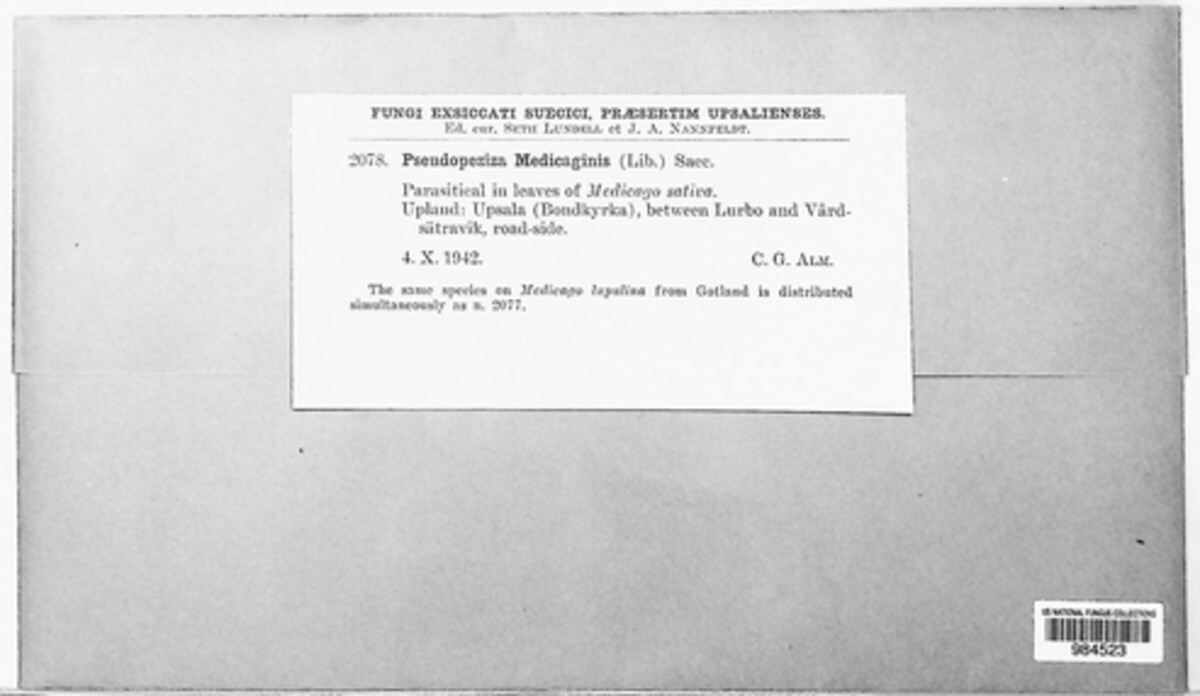 FUNGI EXSICCATI SUECICI, PRÆSERTIM UPSALIENSES.
Ed. cur. Seth Lundell et J. A. Nannfeldt.
2078. Pseudopeziza Medicaginis (Lib.) Sacc.
Parasitical in leaves of Medicago sativa.
Upland: Upsala (Bondkyrka), between Lurbo and Vård-
sätravik, road-side.
4. X. 1942. C. G. Alm.
The same species on Medicago lupulina from Gotland is distributed
simultaneously as n. 2077.
US NATIONAL FUNGUS COLLECTIONS
984523